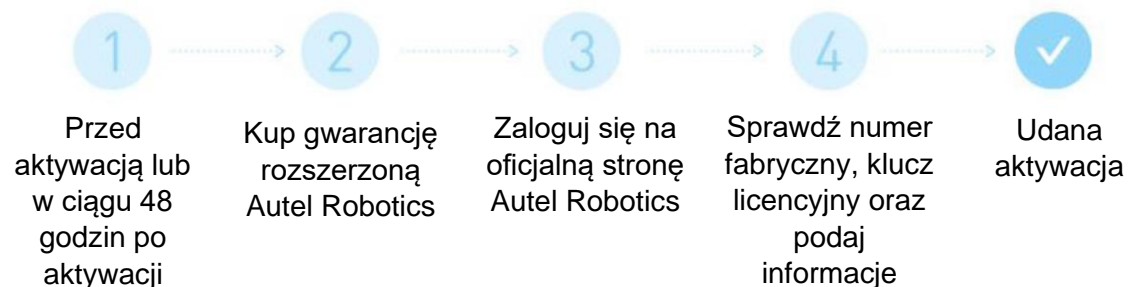 1
2
3
4
Przed
aktywacją lub
w ciągu 48
godzin po
aktywacji
Kup gwarancję
rozszerzoną
Autel Robotics
Zaloguj się na
oficjalną stronę
Autel Robotics
Sprawdź numer
fabryczny, klucz
licencyjny oraz
podaj
informacje
Udana
aktywacja